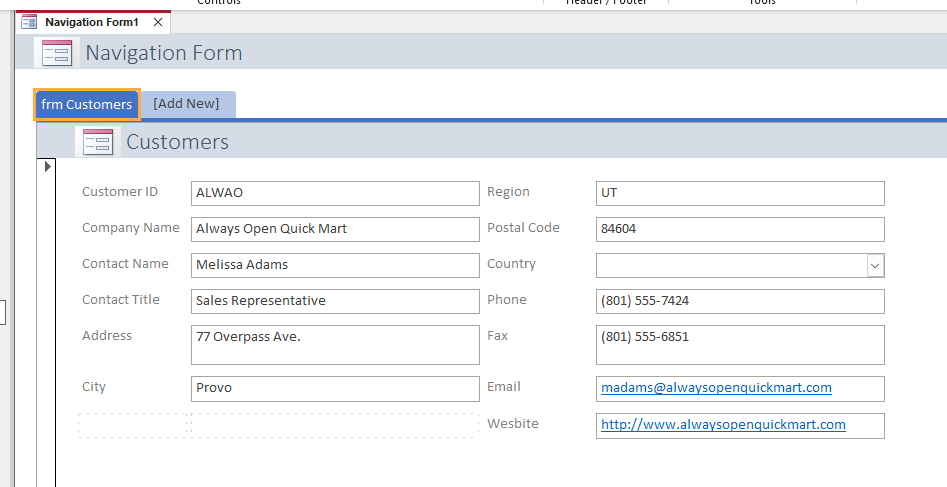 Controls Header / Footer Tools
Navigation Form1
Navigation Form
frm Customers [Add New]
Customers
Customer ID ALWAO Region UT
Company Name Always Open Quick Mart Postal Code 84604
Contact Name Melissa Adams Country
Contact Title Sales Representative Phone (801) 555-7424
Address 77 Overpass Ave. Fax (801) 555-6851
City Provo Email madams@alwaysopenquickmart.com
Wesbite http://www.alwaysopenquickmart.com